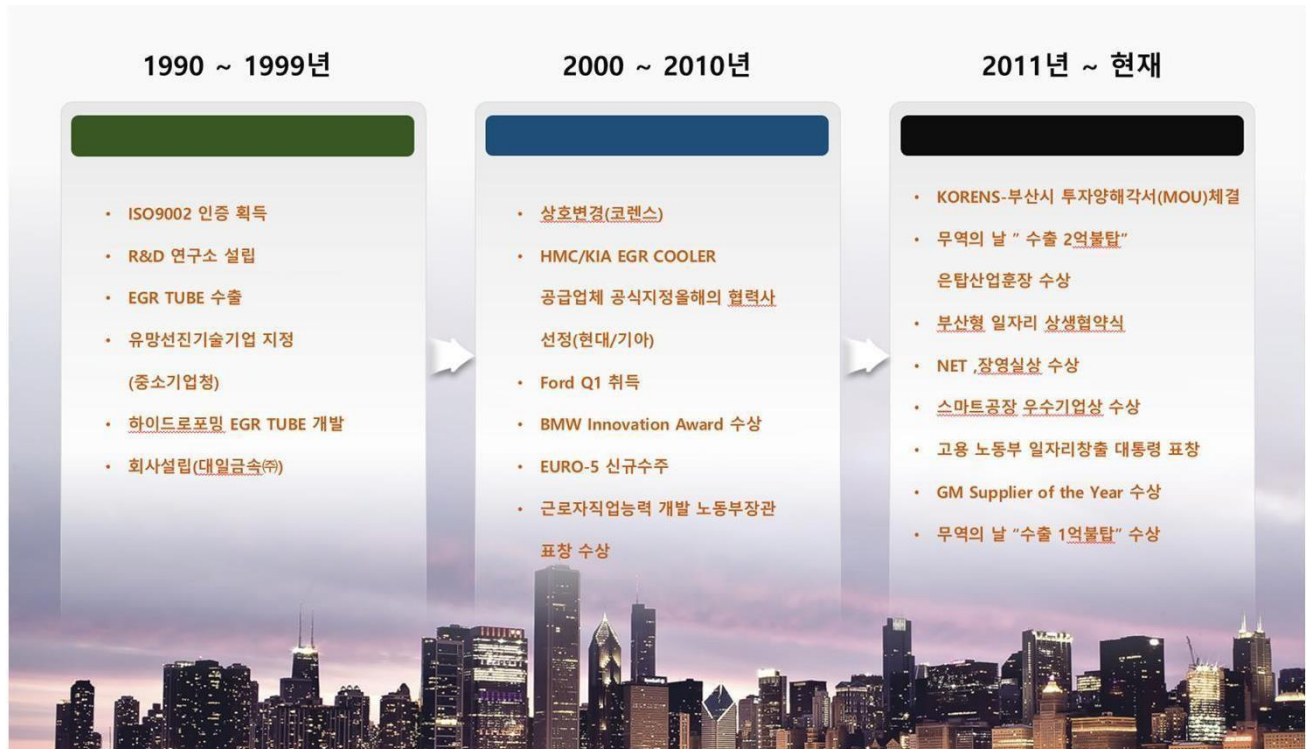 1990 ~ 1999년
• ISO9002 인증 획득
• R&D 연구소 설립
• EGR TUBE 수출
• 유망선진기술기업 지정
(중소기업청)
• 하이드로포밍 EGR TUBE 개발
• 회사설립(대일금속㈜)
2000 ~ 2010년
• 상호변경(코렌스)
• HMC/KIA EGR COOLER
공급업체 공식지정올해의 협력사
선정(현대/기아)
• Ford Q1 취득
• BMW Innovation Award 수상
• EURO-5 신규수주
• 근로자직업능력 개발 노동부장관
표창 수상
2011년 ~ 현재
• KORENS-부산시 투자양해각서(MOU)체결
• 무역의 날 ” 수출 2억불탑”
은탑산업훈장 수상
• 부산형 일자리 상생협약식
• NET ,장영실상 수상
• 스마트공장 우수기업상 수상
• 고용 노동부 일자리창출 대통령 표창
• GM Supplier of the Year 수상
• 무역의 날 “수출 1억불탑” 수상